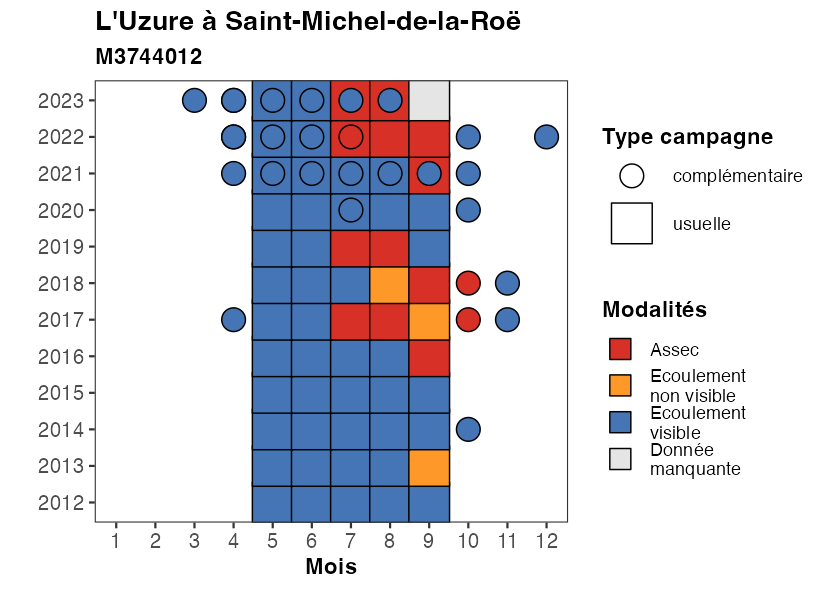 L'Uzure à Saint-Michel-de-la-Roë
M3744012
2023
2022
2021
2020
2019
2018
2017
2016
2015
2014
2013
2012
1 2 3 4 5 6 7 8 9 10 11 12
Mois
Type campagne
complémentaire
usuelle
Modalités
Assec
Ecoulement
non visible
Ecoulement
visible
Donnée
manquante